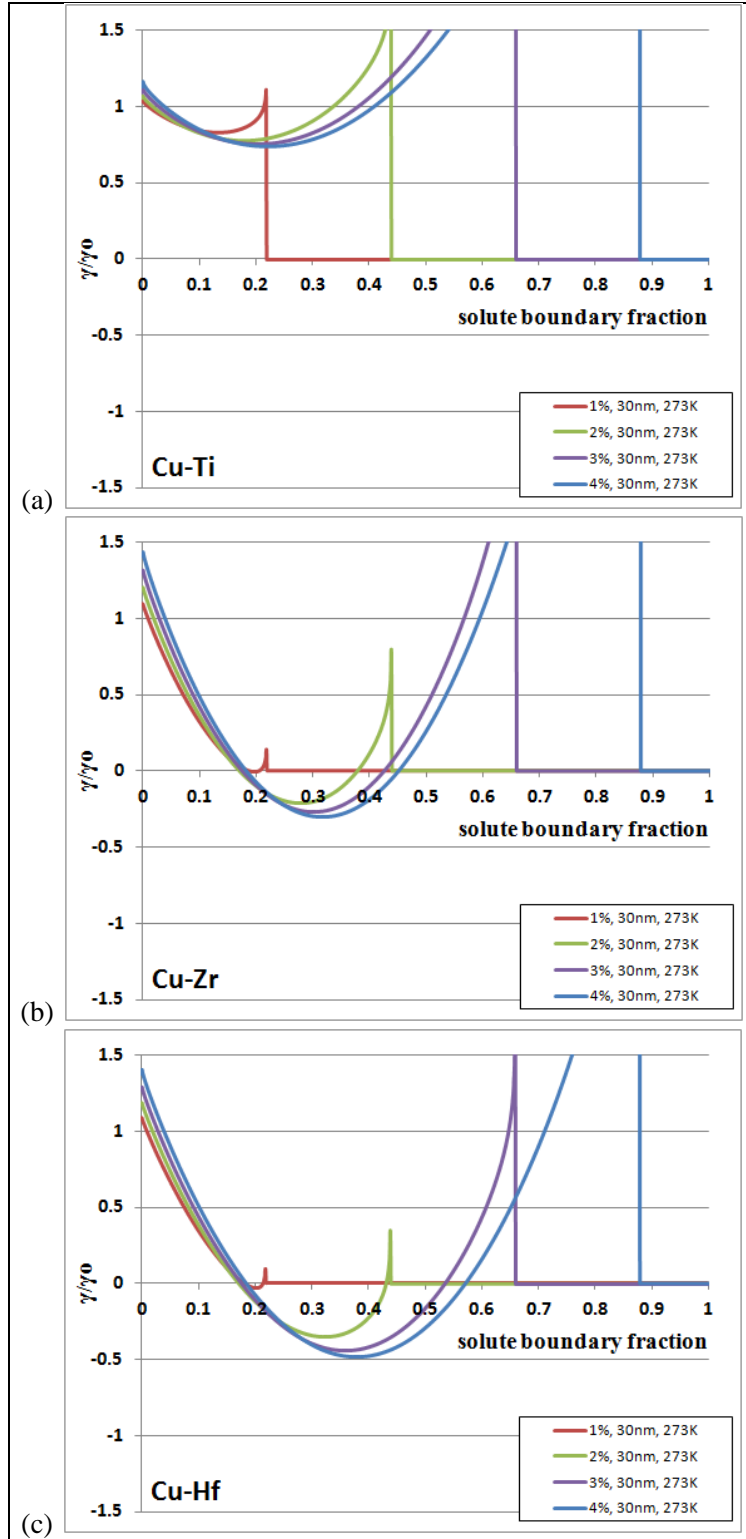 1.5
1
0.5
0
-0.5
-1
-1.5
γ/γo
0 0.1 0.2 0.3 0.4 0.5 0.6 0.7 0.8 0.9 1
solute boundary fraction
1%, 30nm, 273K
2%, 30nm, 273K
3%, 30nm, 273K
4%, 30nm, 273K
Cu-Ti
(a)
1.5
1
0.5
0
-0.5
-1
-1.5
γ/γo
0 0.1 0.2 0.3 0.4 0.5 0.6 0.7 0.8 0.9 1
solute boundary fraction
1%, 30nm, 273K
2%, 30nm, 273K
3%, 30nm, 273K
4%, 30nm, 273K
Cu-Zr
(b)
1.5
1
0.5
0
-0.5
-1
-1.5
γ/γo
0 0.1 0.2 0.3 0.4 0.5 0.6 0.7 0.8 0.9 1
solute boundary fraction
1%, 30nm, 273K
2%, 30nm, 273K
3%, 30nm, 273K
4%, 30nm, 273K
Cu-Hf
(c)